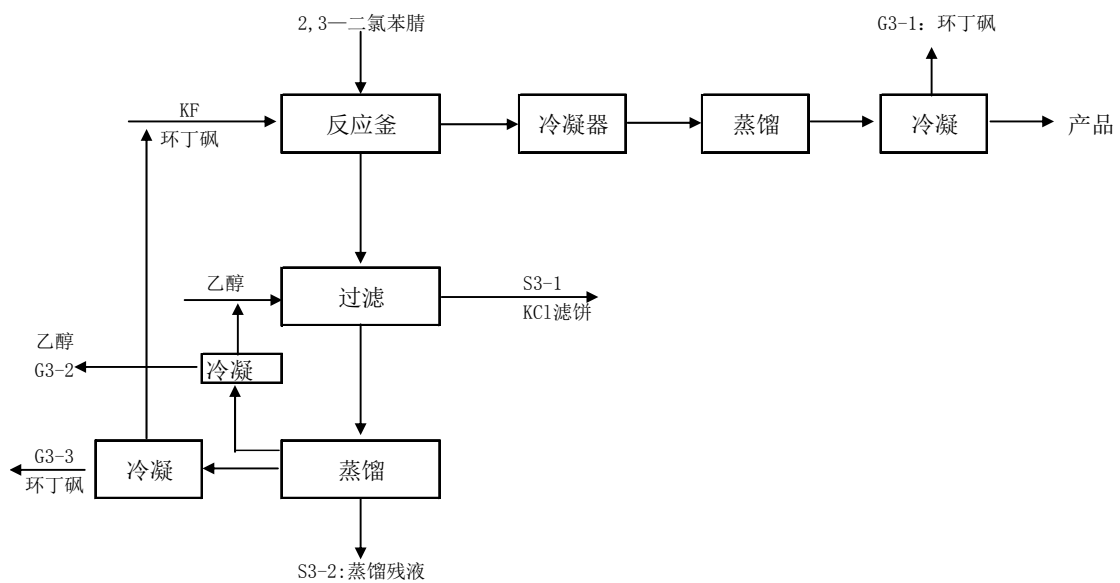 2,3—二氯苯腈
G3-1: 环丁砜
KF
环丁砜
反应釜
冷凝器
蒸馏
冷凝
产品
乙醇
过滤
S3-1
KCl滤饼
乙醇
G3-2
冷凝
G3-3
环丁砜
冷凝
蒸馏
S3-2:蒸馏残液